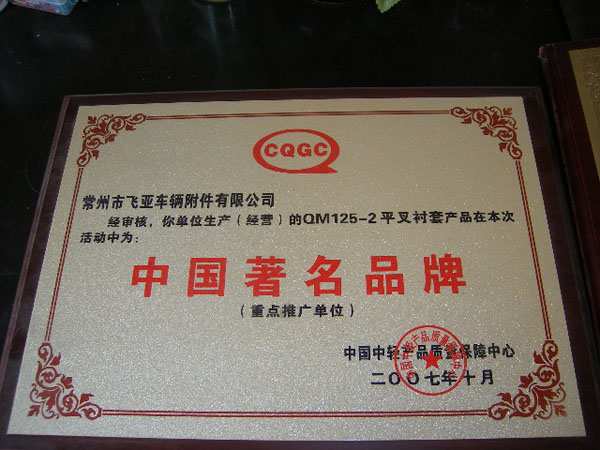 CQGC
常州市飞亚车辆附件有限公司
经审核，你单位生产（经营）的QM125-2平叉衬套产品在本次
活动中为：
中国著名品牌
（重点推广单位）
中国中轻产品质量保障中心
二〇〇七年十月